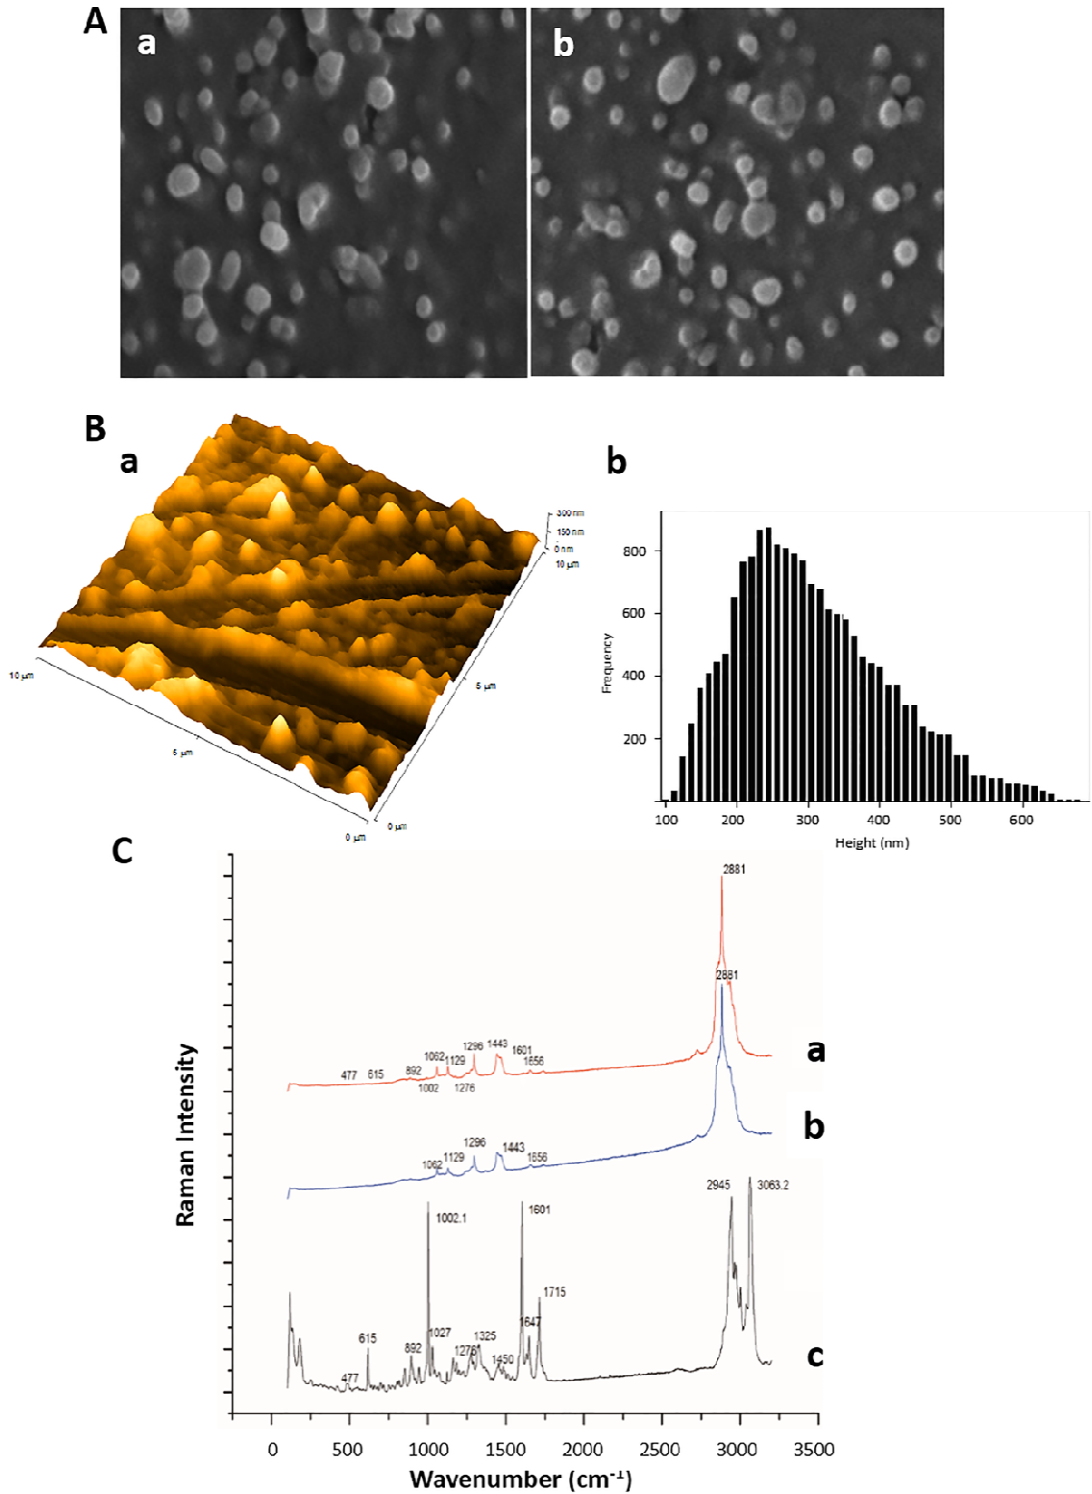 A
a
b
B
a
b
300 nm
150 nm
0 nm
10 µm
5 µm
0 µm
10 µm
5 µm
0 µm
800
600
400
200
Frequency
100 200 300 400 500 600
Height (nm)
C
2881
2881
a
1062 1129 1296 1443 1601
477 615 892 1002 1276 1656
b
1062 1129 1296 1443 1656
2945 3063.2
1002.1 1601
1715
615 892 1027 1276 1325 1647
477 1450
c
Raman Intensity
0 500 1000 1500 2000 2500 3000 3500
Wavenumber (cm⁻¹)